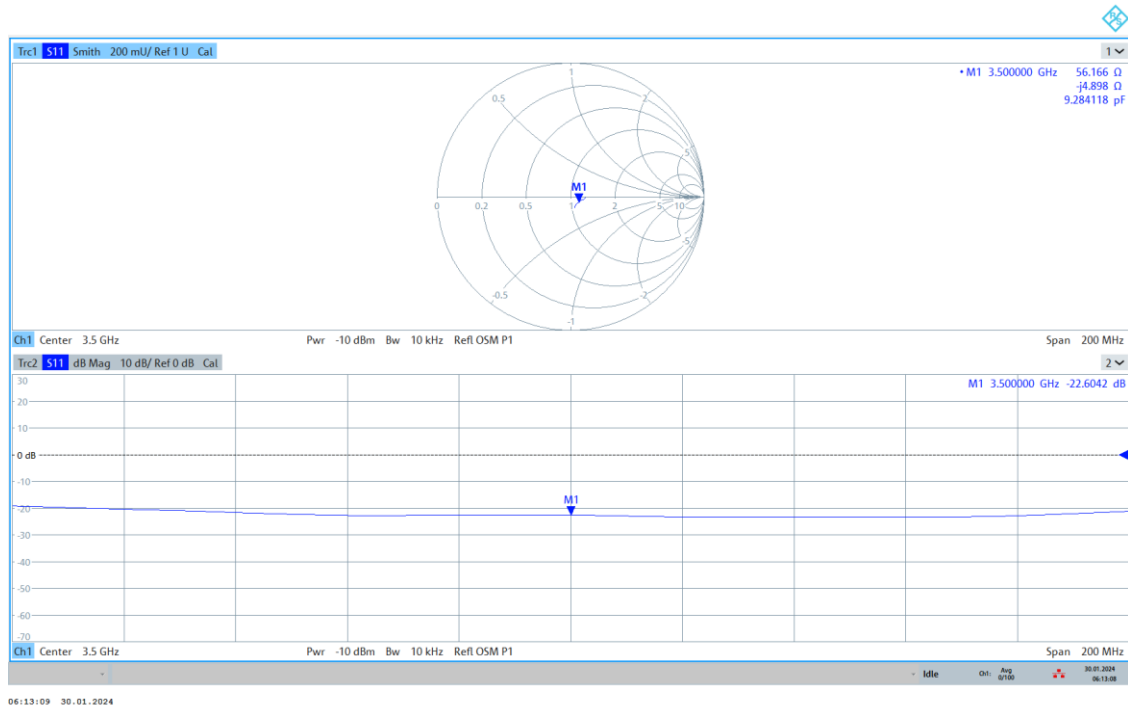 R&S
Trc1 S11 Smith 200 mU/ Ref 1 U Cal 1
• M1 3.500000 GHz 56.166 Ω
-j4.898 Ω
9.284118 pF
1
0.5 2
5
M1
0 0.2 0.5 1 2 5 10
-5
-0.5 -2
-1
Ch1 Center 3.5 GHz Pwr -10 dBm Bw 10 kHz Refl OSM P1 Span 200 MHz
Trc2 S11 dB Mag 10 dB/ Ref 0 dB Cal 2
30 M1 3.500000 GHz -22.6042 dB
20
10
0 dB
-10
M1
-20
-30
-40
-50
-60
-70
Ch1 Center 3.5 GHz Pwr -10 dBm Bw 10 kHz Refl OSM P1 Span 200 MHz
Idle Ch1: Avg 0/100 30.01.2024
06:13:08
06:13:09 30.01.2024